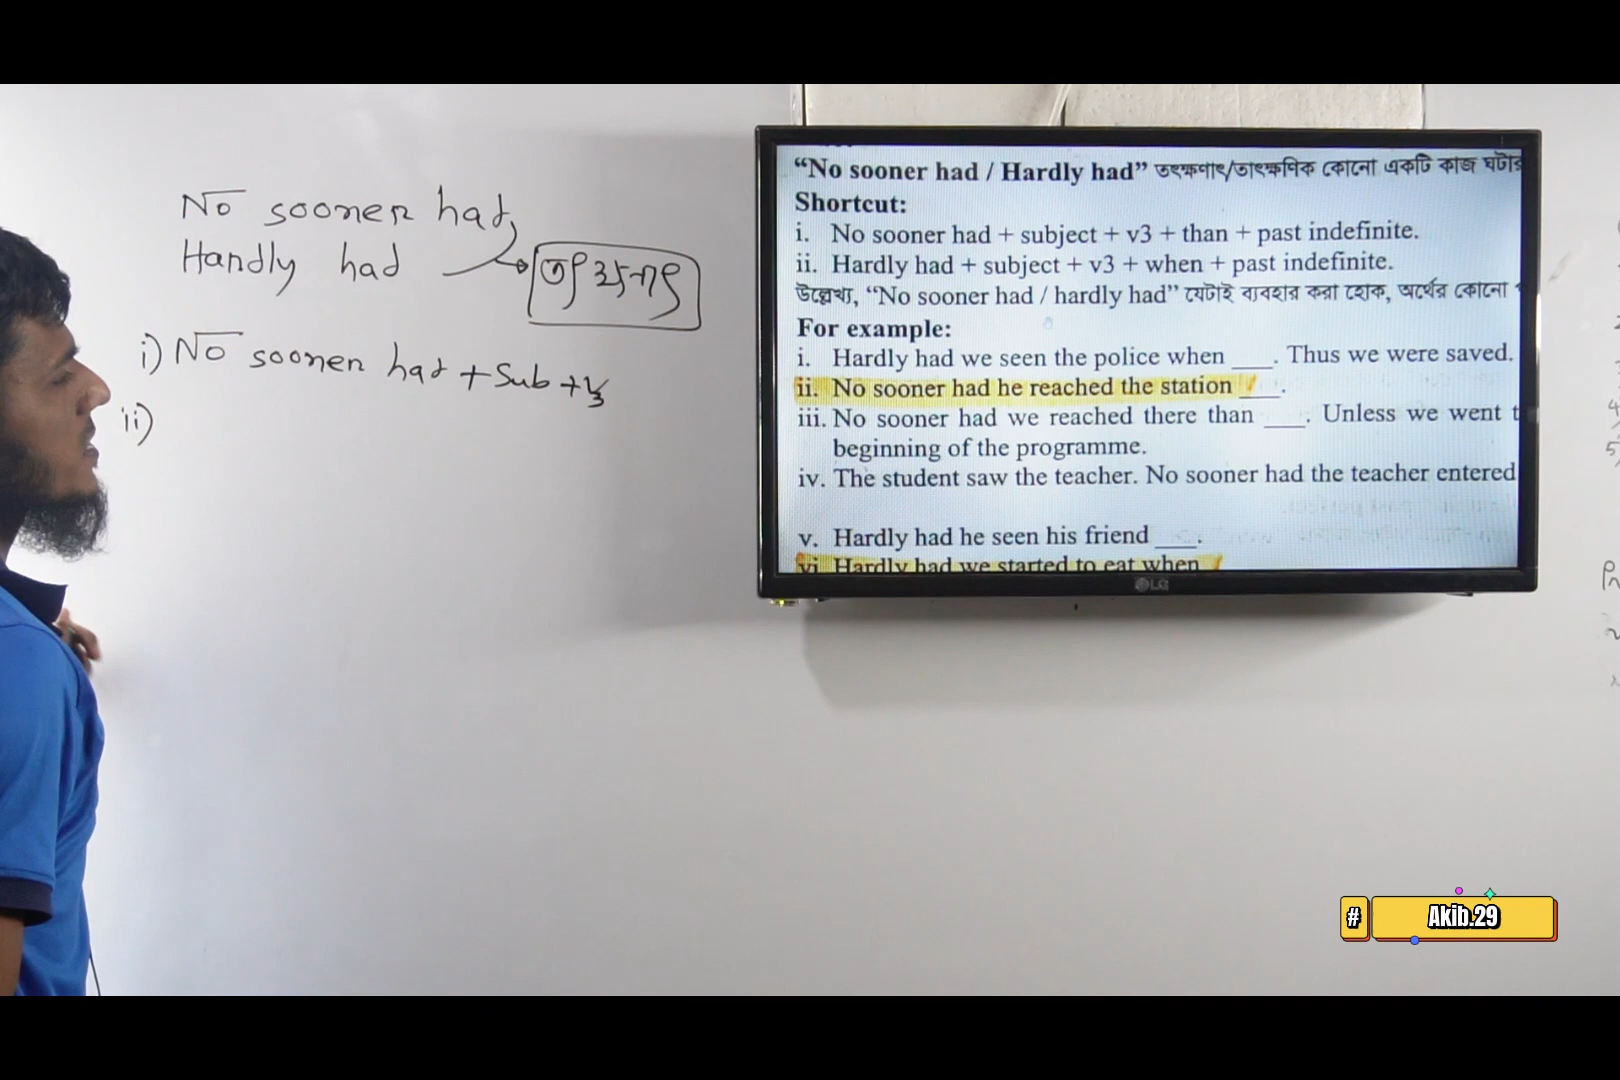 No sooner had
Hardly had
তৎক্ষনাৎ
i) No sooner had + Sub + V3
ii)
“No sooner had / Hardly had” তৎক্ষণাৎ/তাৎক্ষণিক কোনো একটি কাজ ঘটার
Shortcut:
i. No sooner had + subject + v3 + than + past indefinite.
ii. Hardly had + subject + v3 + when + past indefinite.
উল্লেখ্য, “No sooner had / hardly had” যেটাই ব্যবহার করা হোক, অর্থের কোনো
For example:
i. Hardly had we seen the police when ___. Thus we were saved.
ii. No sooner had he reached the station ___.
iii. No sooner had we reached there than ___. Unless we went t
beginning of the programme.
iv. The student saw the teacher. No sooner had the teacher entered
v. Hardly had he seen his friend ___.
vi. Hardly had we started to eat when
LG
# Akib.29